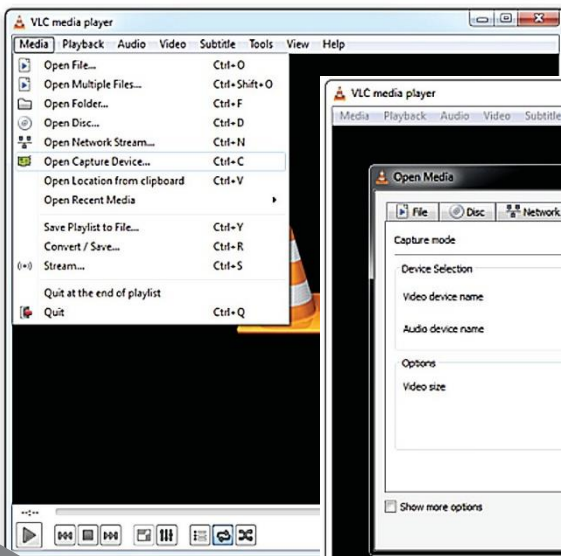 VLC media player
Media Playback Audio Video Subtitle Tools View Help
Open File... Ctrl+O
Open Multiple Files... Ctrl+Shift+O
Open Folder... Ctrl+F
Open Disc... Ctrl+D
Open Network Stream... Ctrl+N
Open Capture Device... Ctrl+C
Open Location from clipboard Ctrl+V
Open Recent Media
Save Playlist to File... Ctrl+Y
Convert / Save... Ctrl+R
Stream... Ctrl+S
Quit at the end of playlist
Quit Ctrl+Q
--:--
VLC media player
Media Playback Audio Video Subtitle
Open Media
File Disc Network
Capture mode
Device Selection
Video device name
Audio device name
Options
Video size
Show more options